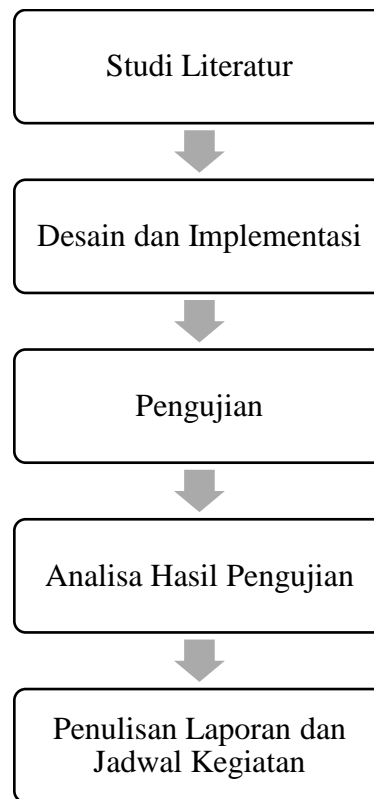 Studi Literatur
Desain dan Implementasi
Pengujian
Analisa Hasil Pengujian
Penulisan Laporan dan
Jadwal Kegiatan